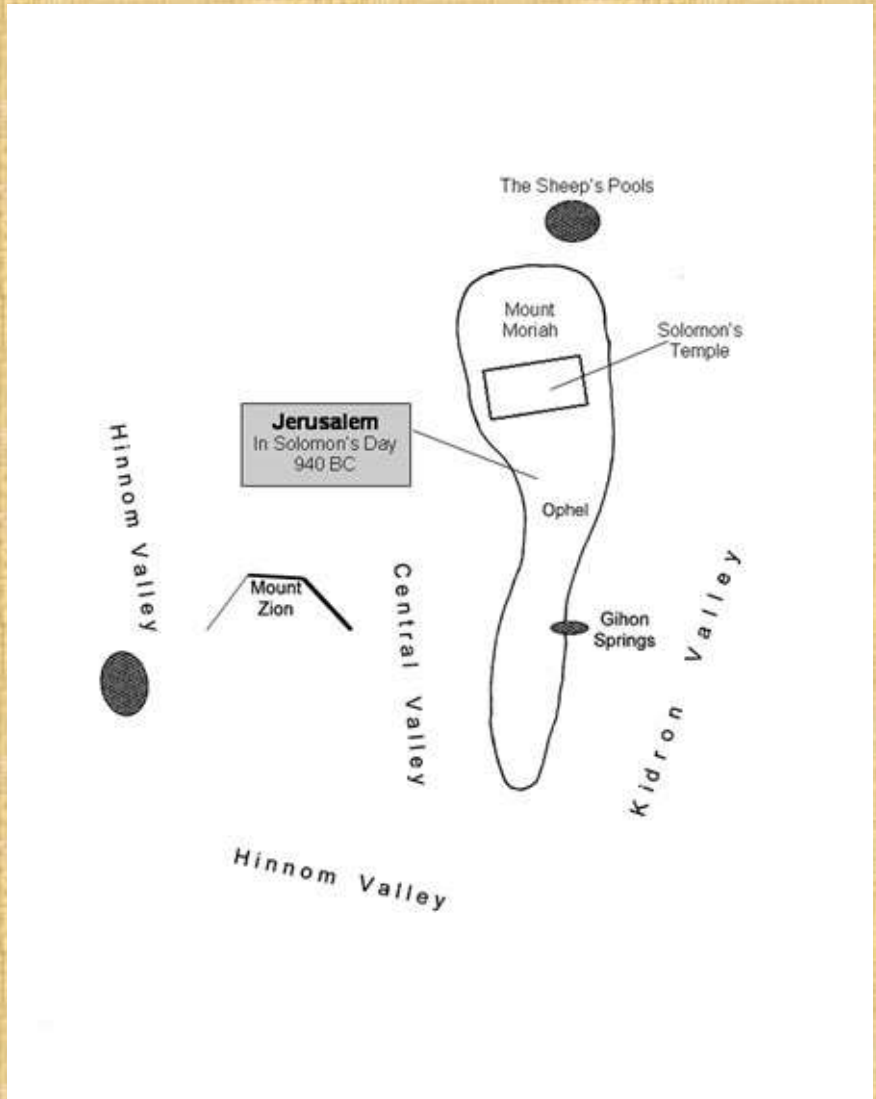 The Sheep's Pools
Mount
Moriah
Solomon's
Temple
Jerusalem
In Solomon's Day
940 BC
Hinnom Valley
Ophel
Mount
Zion
Central Valley
Gihon
Springs
Kidron Valley
Hinnom Valley